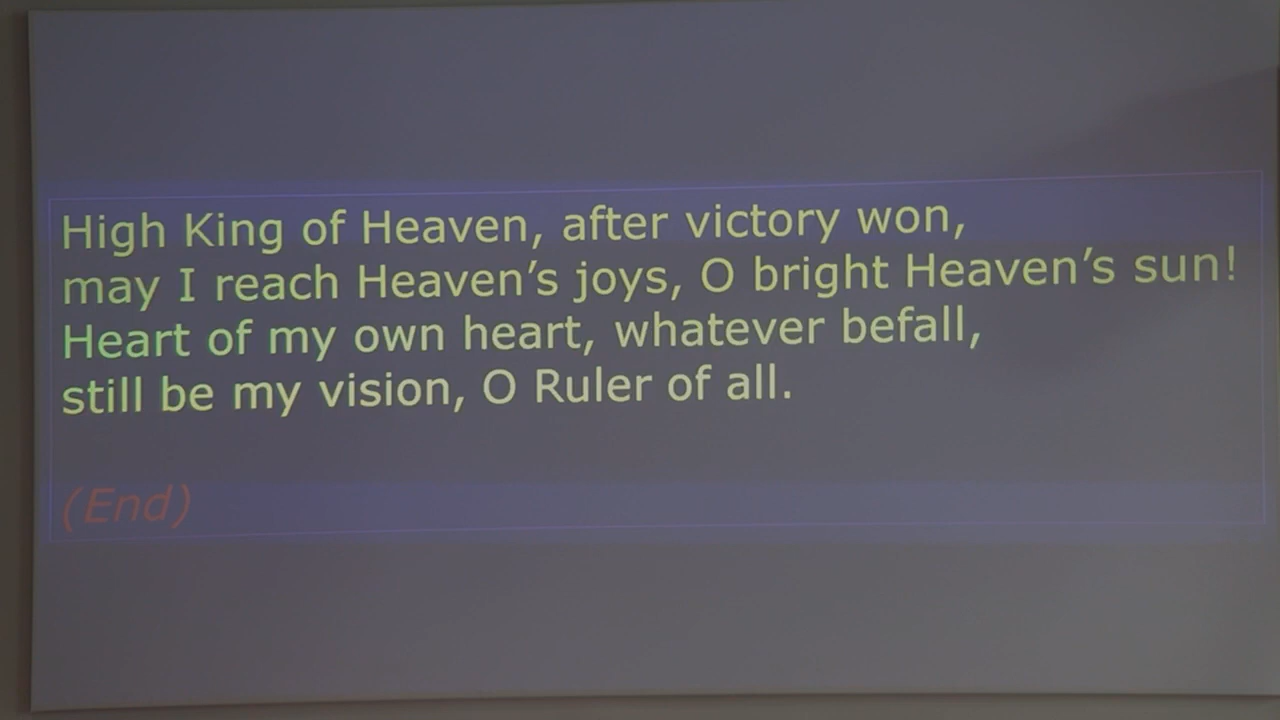 High King of Heaven, after victory won,
may I reach Heaven’s joys, O bright Heaven’s sun!
Heart of my own heart, whatever befall,
still be my vision, O Ruler of all.
(End)